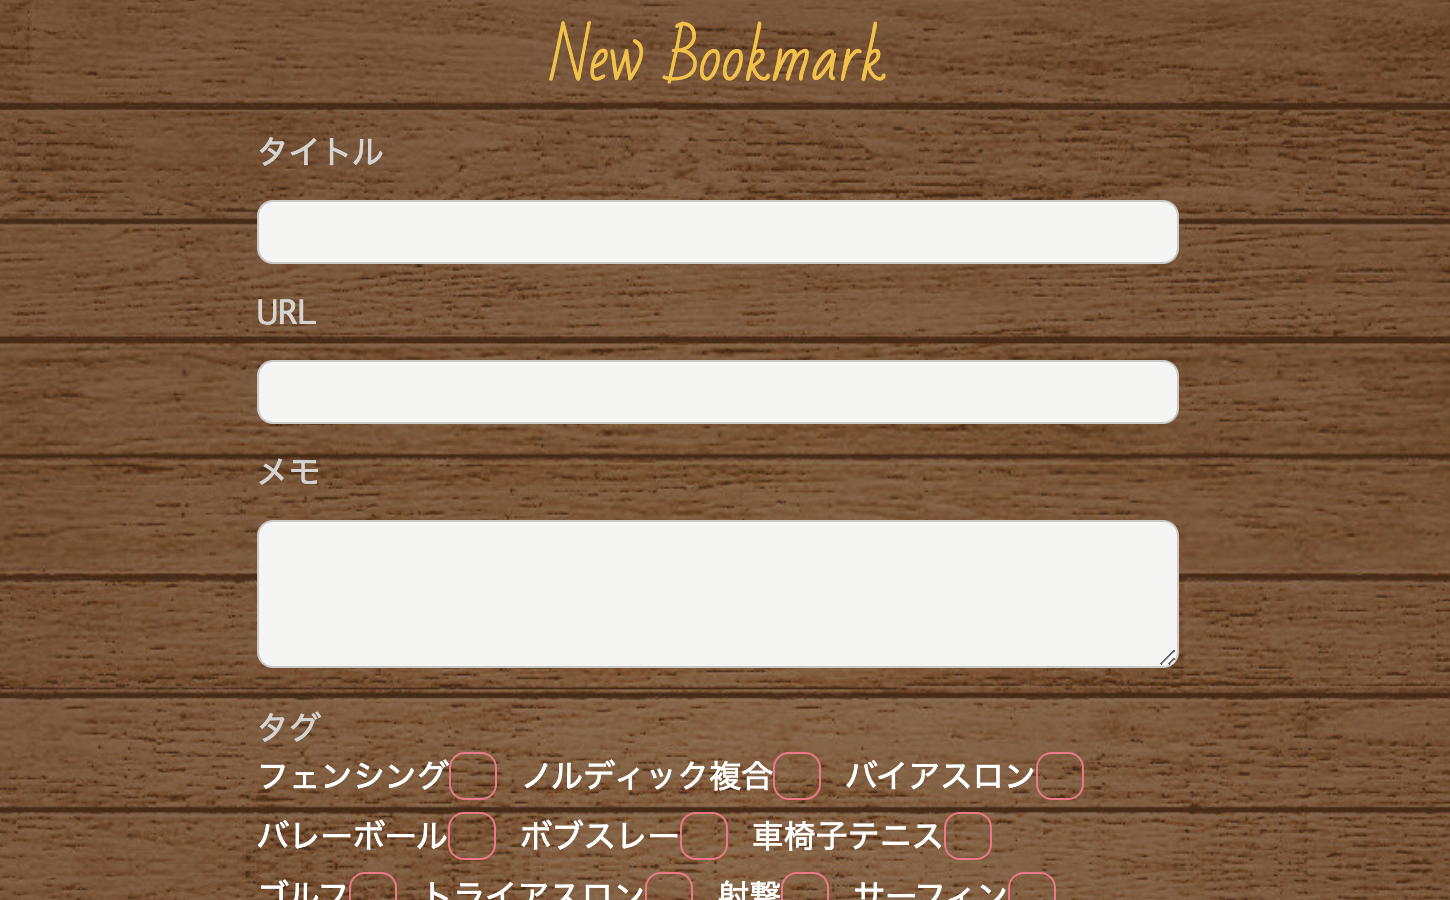 New Bookmark
タイトル
URL
メモ
タグ
フェンシング ノルディック複合 バイアスロン
バレーボール ボブスレー 車椅子テニス
ゴルフ トライアスロン 射撃 サーフィン